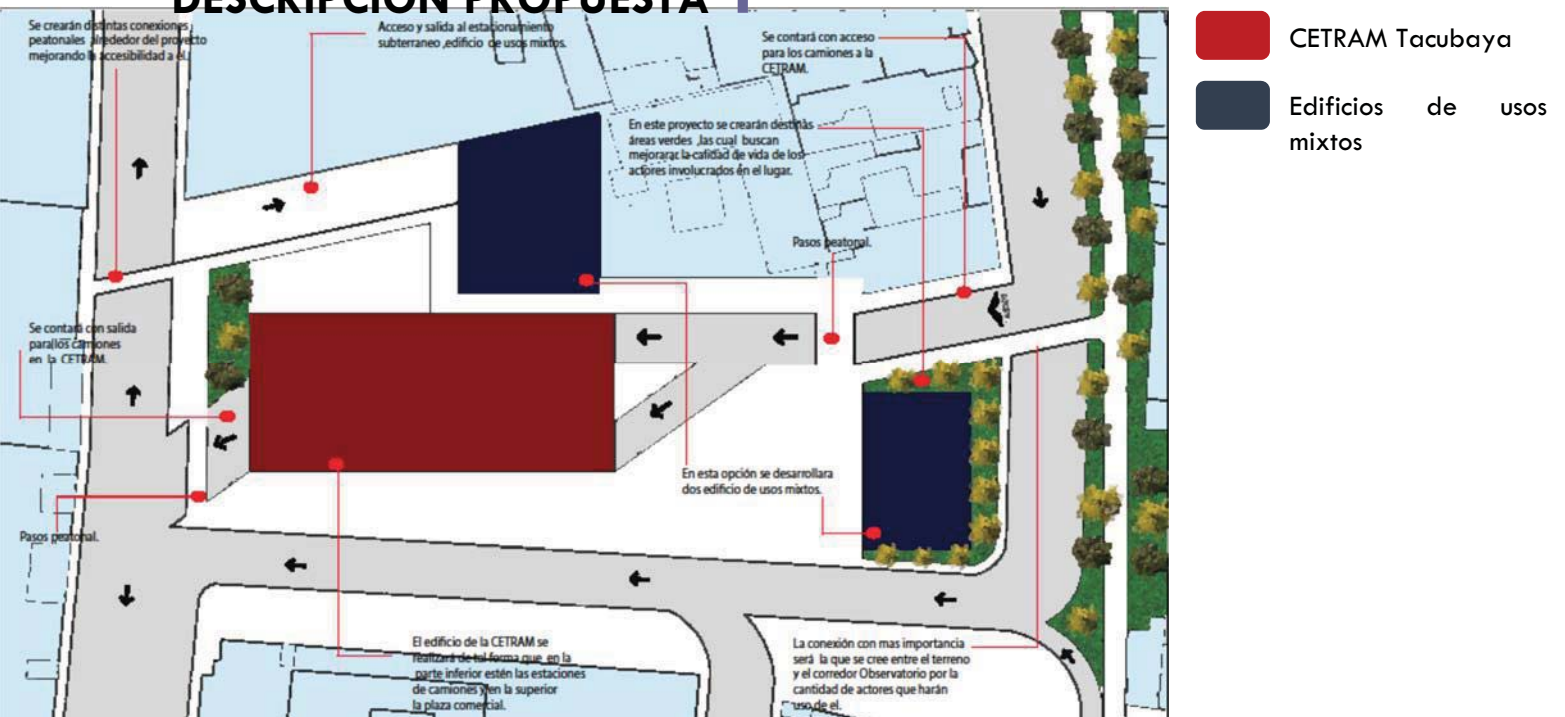 DESCRIPCIÓN PROPUESTA 1
Se crearán distintas conexiones
peatonales alrededor del proyecto
mejorando la accesibilidad a el.
Acceso y salida al estacionamiento
subterraneo ,edificio de usos mixtos.
Se contará con acceso
para los camiones a la
CETRAM.
CETRAM Tacubaya
Edificios de usos
mixtos
En este proyecto se crearán destinas
áreas verdes ,las cual buscan
mejorarar la calidad de vida de los
actiores involucrados én el lugar.
Pasos peatonal.
Se contará con salida
para los camiones
en la CETRAM.
En esta opción se desarrollara
dos edificio de usos mixtos.
Pasos peatonal.
El edificio de la CETRAM se
realizará de tal forma que en la
parte inferior estén las estaciones
de camiones y en la superior
la plaza comercial.
La conexión con mas importancia
será la que se cree entre el terreno
y el corredor Observatorio por la
cantidad de actores que harán
uso de el.